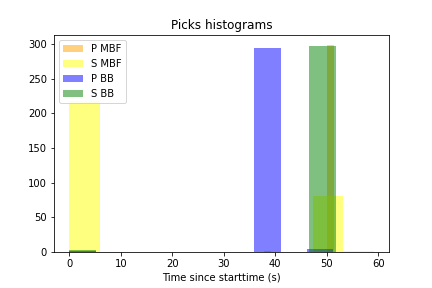 Picks histograms
P MBF
S MBF
P BB
S BB
300
250
200
150
100
50
0
0 10 20 30 40 50 60
Time since starttime (s)